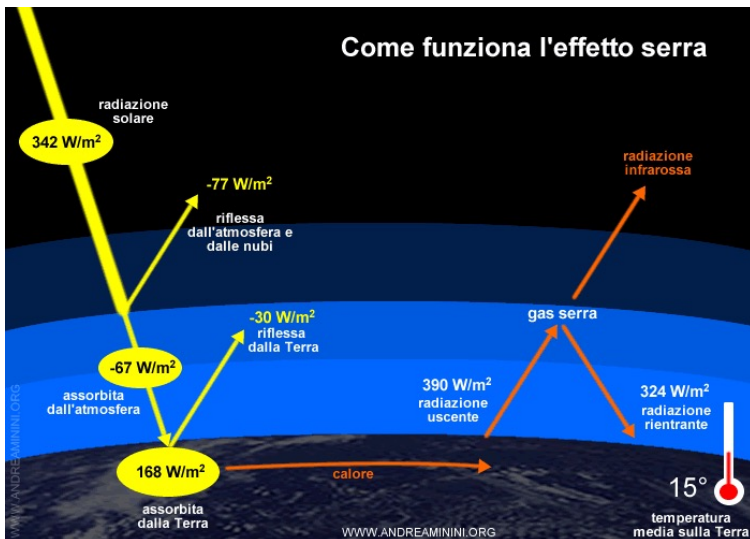 Come funziona l'effetto serra
radiazione
solare
342 W/m²
-77 W/m²
riflessa
dall'atmosfera e
dalle nubi
radiazione
infrarossa
-30 W/m²
riflessa
dalla Terra
gas serra
-67 W/m²
assorbita
dall'atmosfera
390 W/m²
radiazione
uscente
324 W/m²
radiazione
rientrante
168 W/m²
assorbita
dalla Terra
calore
15°
temperatura
media sulla Terra
WWW.ANDREAMININI.ORG
WWW.ANDREAMININI.ORG